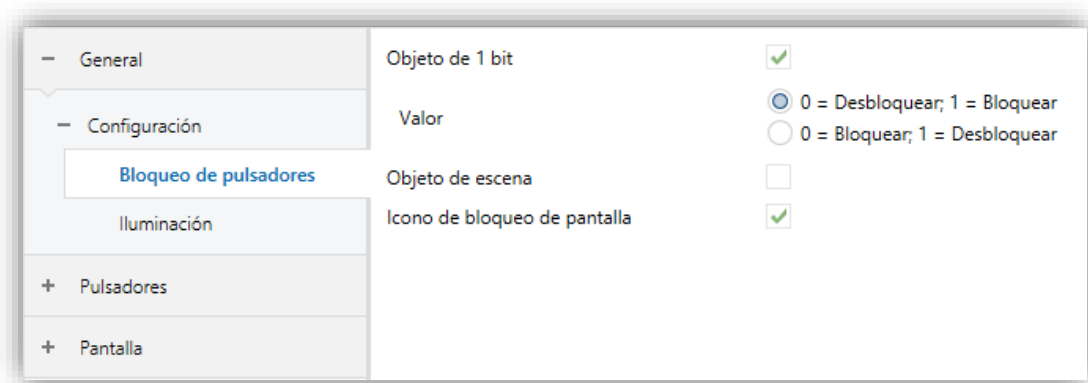 General
Configuración
Bloqueo de pulsadores
Iluminación
Pulsadores
Pantalla
Objeto de 1 bit
Valor
0 = Desbloquear; 1 = Bloquear
0 = Bloquear; 1 = Desbloquear
Objeto de escena
Icono de bloqueo de pantalla